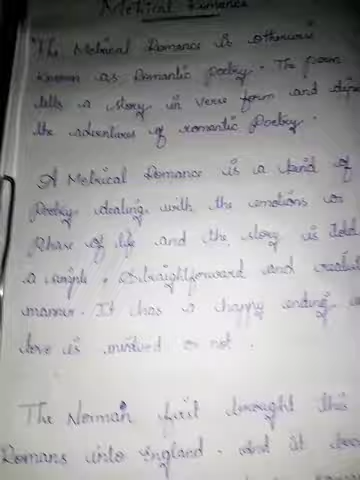 Metrical Romance
The Metrical Romance is otherwise
known as Romantic Poetry. The poem
tells a story in verse form and
the adventures of romantic Poetry.
A Metrical Romance is a kind of
Poetry dealing with the emotions or
Phase of life and the story is told
a simple, Straightforward and
manner. It has a happy ending,
love is involved or not.
The Norman first brought this
Romans into England. and it